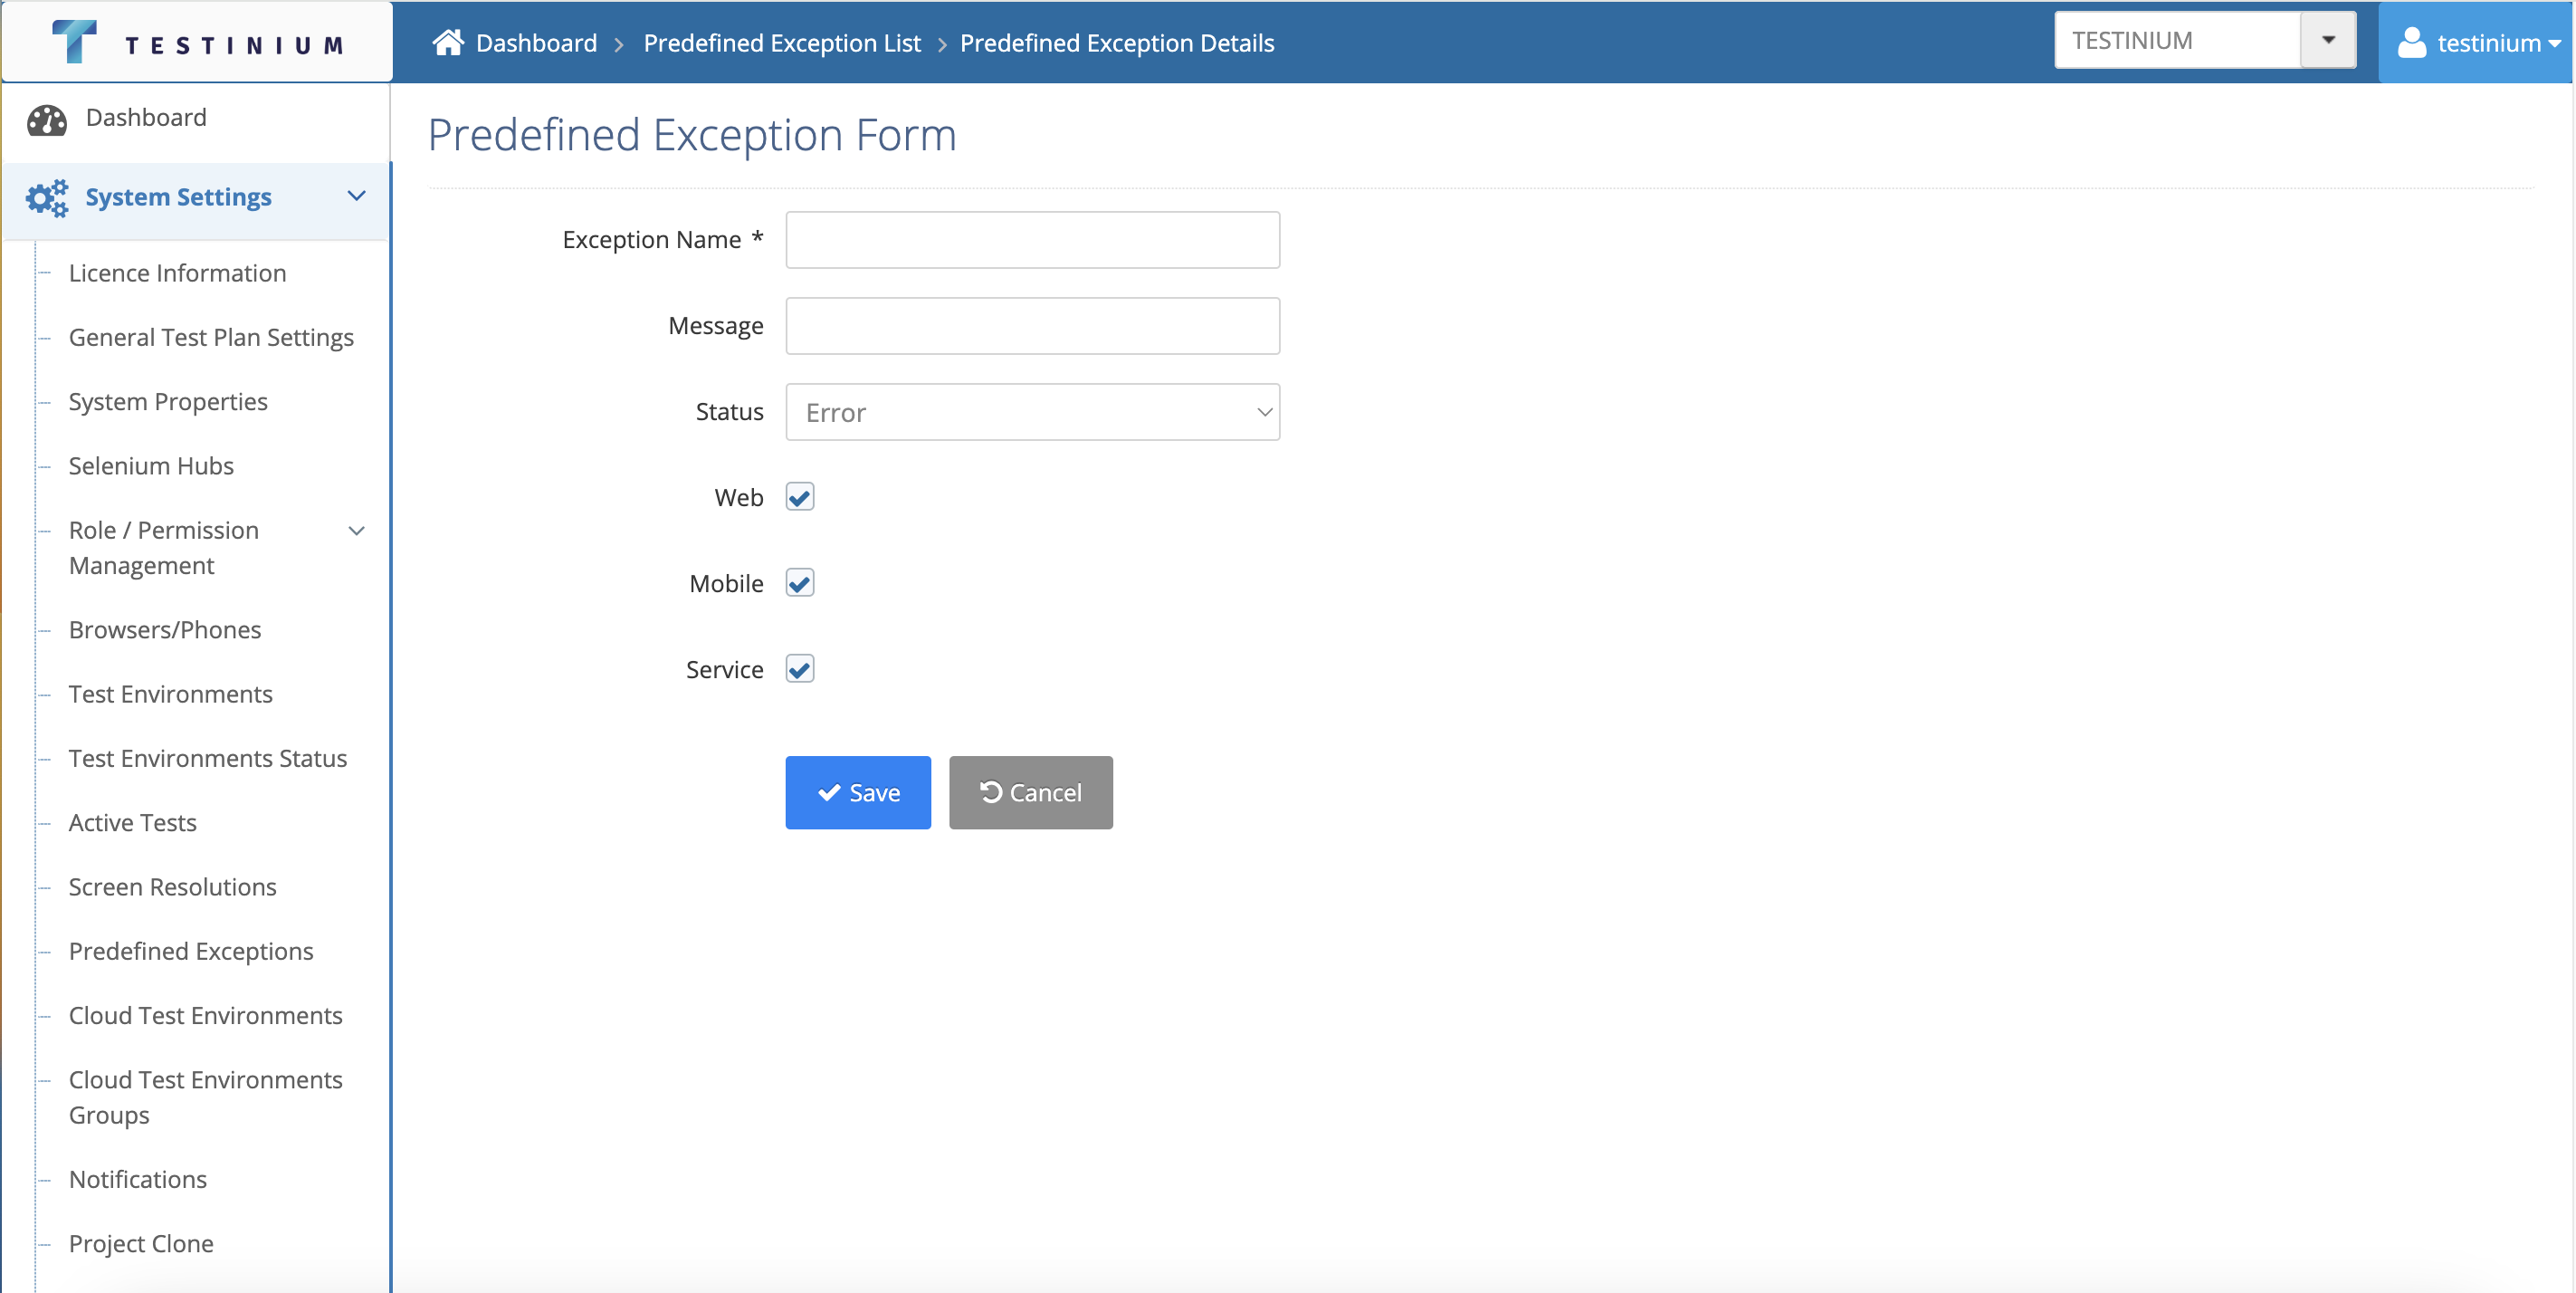 TESTINIUM
Dashboard > Predefined Exception List > Predefined Exception Details
TESTINIUM
testinium
Dashboard
System Settings
Licence Information
General Test Plan Settings
System Properties
Selenium Hubs
Role / Permission
Management
Browsers/Phones
Test Environments
Test Environments Status
Active Tests
Screen Resolutions
Predefined Exceptions
Cloud Test Environments
Cloud Test Environments
Groups
Notifications
Project Clone
Predefined Exception Form
Exception Name *
Message
Status Error
Web
Mobile
Service
Save Cancel